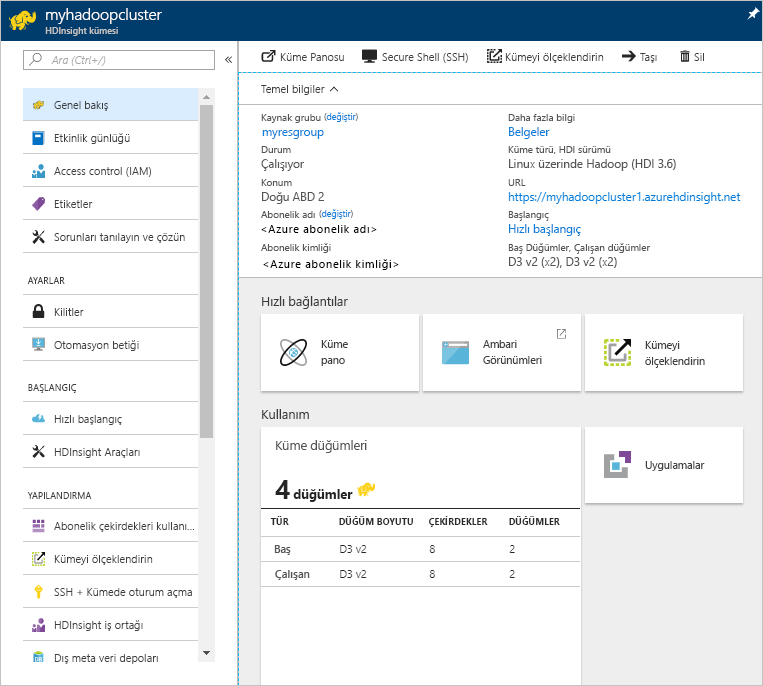 myhadoopcluster
HDInsight kümesi
Ara (Ctrl+/)
Genel bakış
Etkinlik günlüğü
Access control (IAM)
Etiketler
Sorunları tanılayın ve çözün
AYARLAR
Kilitler
Otomasyon betiği
BAŞLANGIÇ
Hızlı başlangıç
HDInsight Araçları
YAPILANDIRMA
Abonelik çekirdekleri kullanı...
Kümeyi ölçeklendirin
SSH + Kümede oturum açma
HDInsight iş ortağı
Dış meta veri depoları
Küme Panosu
Secure Shell (SSH)
Kümeyi ölçeklendirin
Taşı
Sil
Temel bilgiler
Kaynak grubu (değiştir)
myresgroup
Durum
Çalışıyor
Konum
Doğu ABD 2
Abonelik adı (değiştir)
<Azure abonelik adı>
Abonelik kimliği
<Azure abonelik kimliği>
Daha fazla bilgi
Belgeler
Küme türü, HDI sürümü
Linux üzerinde Hadoop (HDI 3.6)
URL
https://myhadoopcluster1.azurehdinsight.net
Başlangıç
Hızlı başlangıç
Baş Düğümler, Çalışan düğümler
D3 v2 (x2), D3 v2 (x2)
Hızlı bağlantılar
Küme
pano
Ambari
Görünümleri
Kümeyi
ölçeklendirin
Kullanım
Küme düğümleri
4 düğümler
TÜR DÜĞÜM BOYUTU ÇEKİRDEKLER DÜĞÜMLER
Baş D3 v2 8 2
Çalışan D3 v2 8 2
Uygulamalar